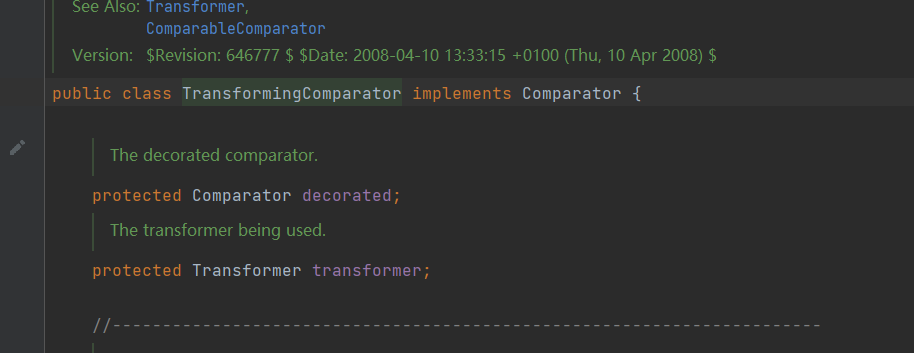 See Also: Transformer,
ComparableComparator
Version: $Revision: 646777 $ $Date: 2008-04-10 13:33:15 +0100 (Thu, 10 Apr 2008) $
public class TransformingComparator implements Comparator {
The decorated comparator.
protected Comparator decorated;
The transformer being used.
protected Transformer transformer;
//-----------------------------------------------------------------------